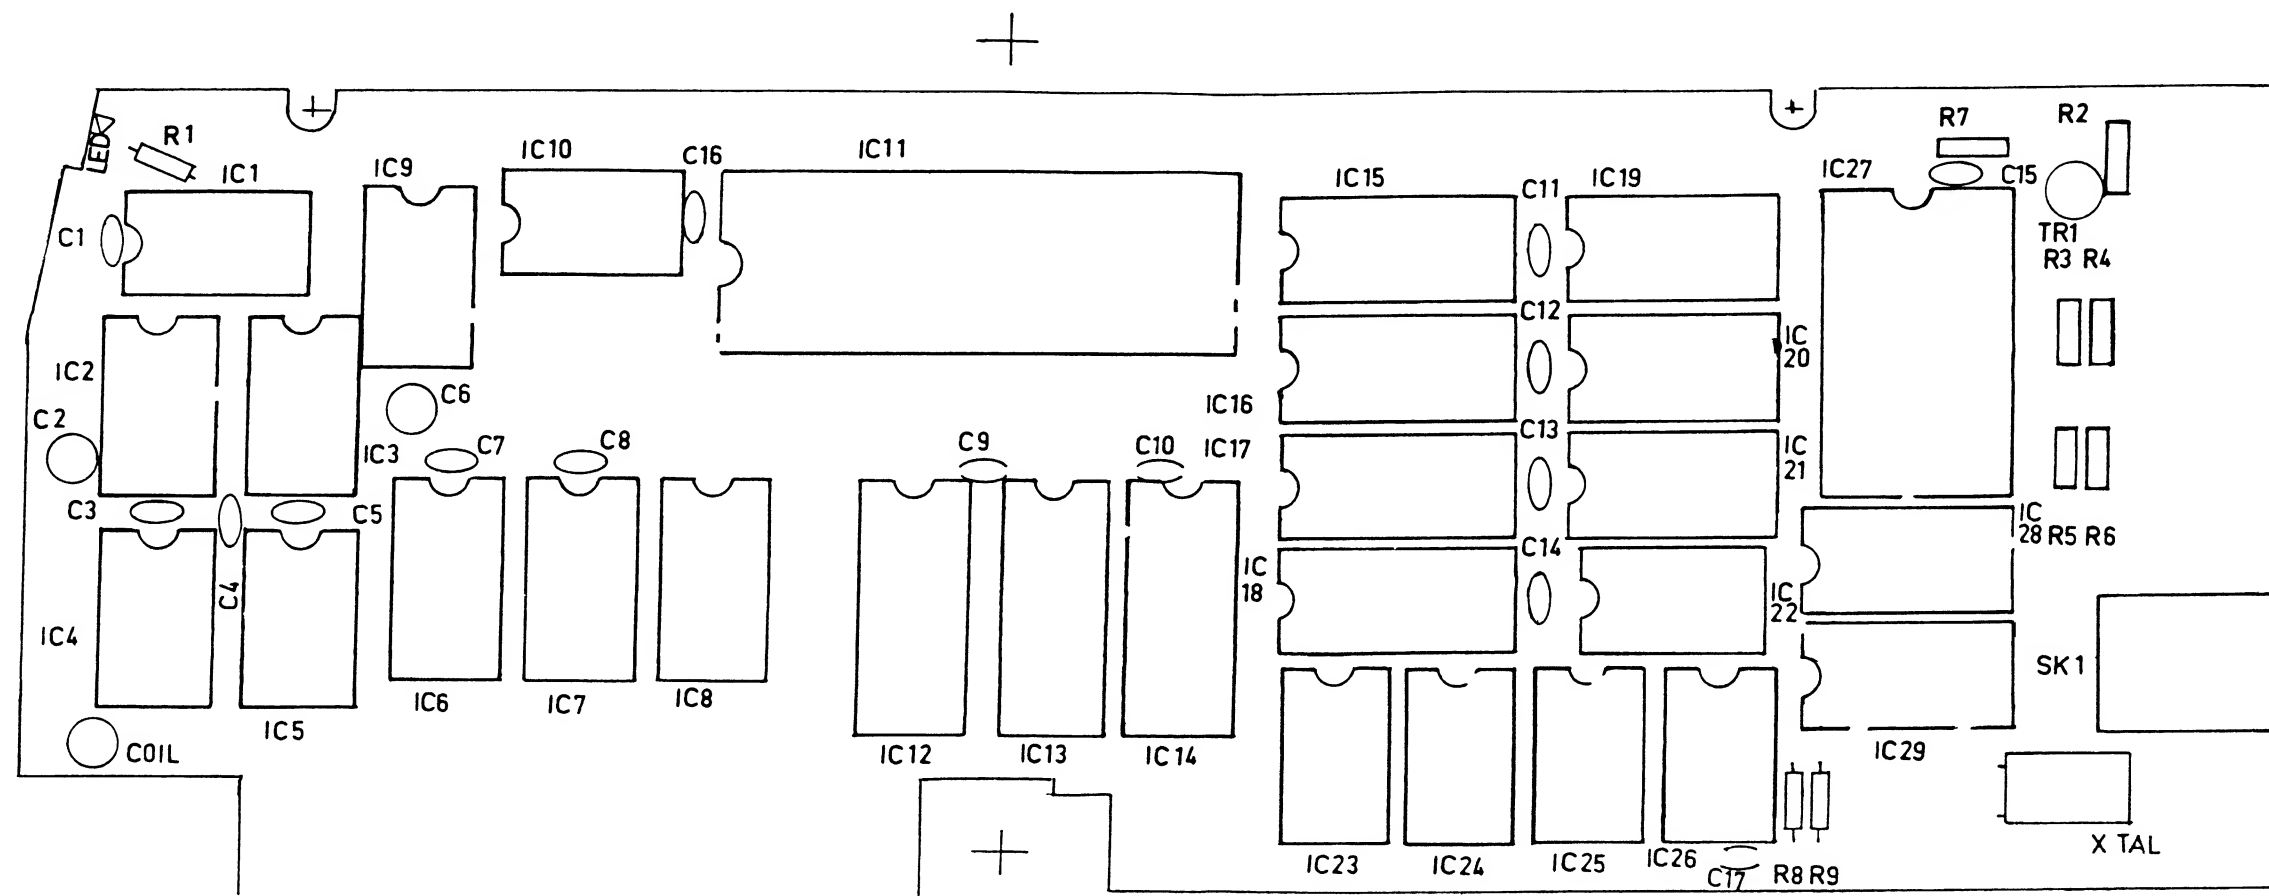 LED
R1
IC1
C1
IC9
IC10
C16
IC11
IC15
C11
IC19
IC27
R7
C15
R2
TR1
R3 R4
IC2
C2
C6
IC3
C7
C8
C9
C10
IC16
IC17
C12
IC
20
C13
IC
21
C3
C4
C5
IC4
IC5
IC6
IC7
IC8
COIL
IC12
IC13
IC14
IC
18
C14
IC
22
IC
28
R5 R6
SK1
IC29
IC23
IC24
IC25
IC26
C17
R8 R9
X TAL